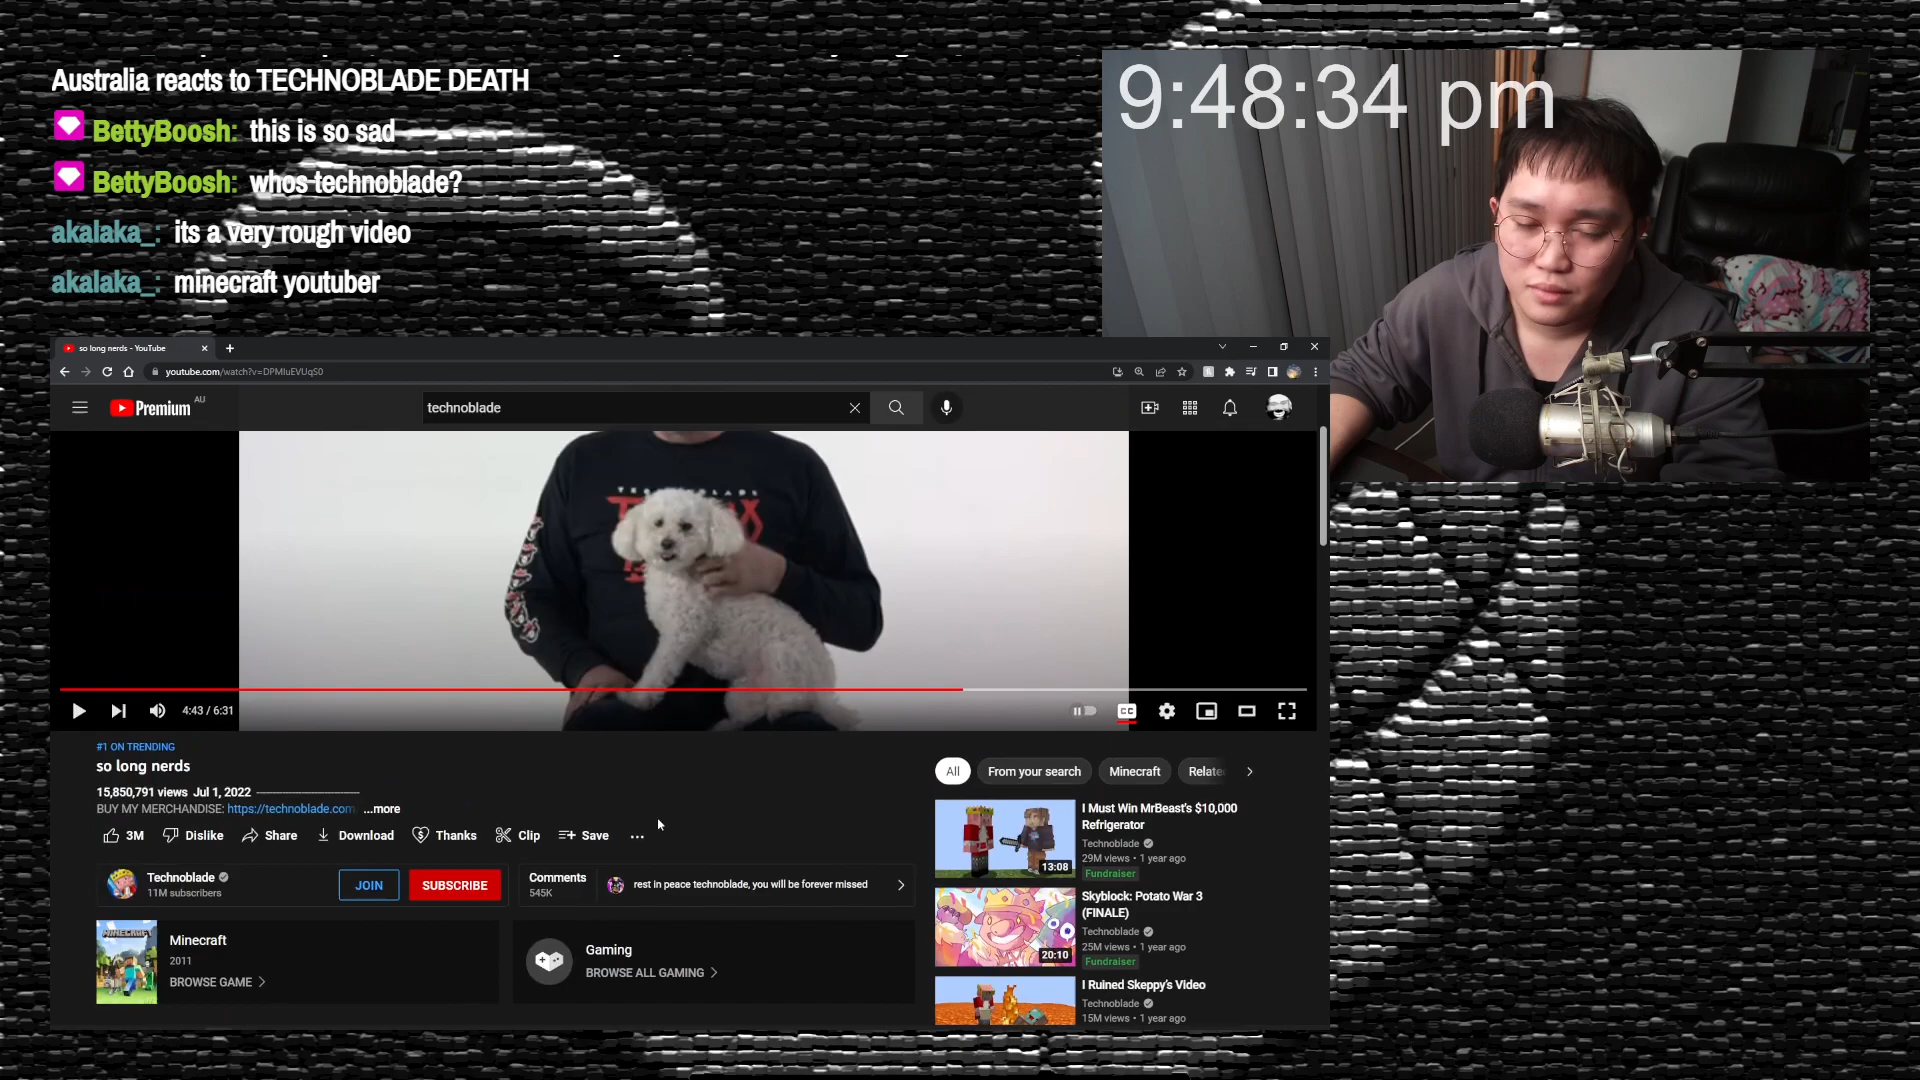 Australia reacts to TECHNOBLADE DEATH
BettyBoosh: this is so sad
BettyBoosh: whos technoblade?
akalaka_: its a very rough video
akalaka_: minecraft youtuber
9:48:34 pm
so long nerds - YouTube
youtube.com/watch?v=DPMluEVUqS0
Premium AU
technoblade
TECHNOBLADE
4:43 / 6:31
CC
#1 ON TRENDING
so long nerds
15,850,791 views Jul 1, 2022 ------------------------------
BUY MY MERCHANDISE: https://technoblade.com ...more
3M Dislike Share Download Thanks Clip Save ...
Technoblade
11M subscribers
JOIN
SUBSCRIBE
Comments
545K
rest in peace technoblade, you will be forever missed
MINECRAFT
Minecraft
2011
BROWSE GAME
Gaming
BROWSE ALL GAMING
All From your search Minecraft Relate
I Must Win MrBeast's $10,000
Refrigerator
Technoblade
29M views • 1 year ago
Fundraiser
13:08
Skyblock: Potato War 3
(FINALE)
Technoblade
25M views • 1 year ago
Fundraiser
20:10
I Ruined Skeppy's Video
Technoblade
15M views • 1 year ago